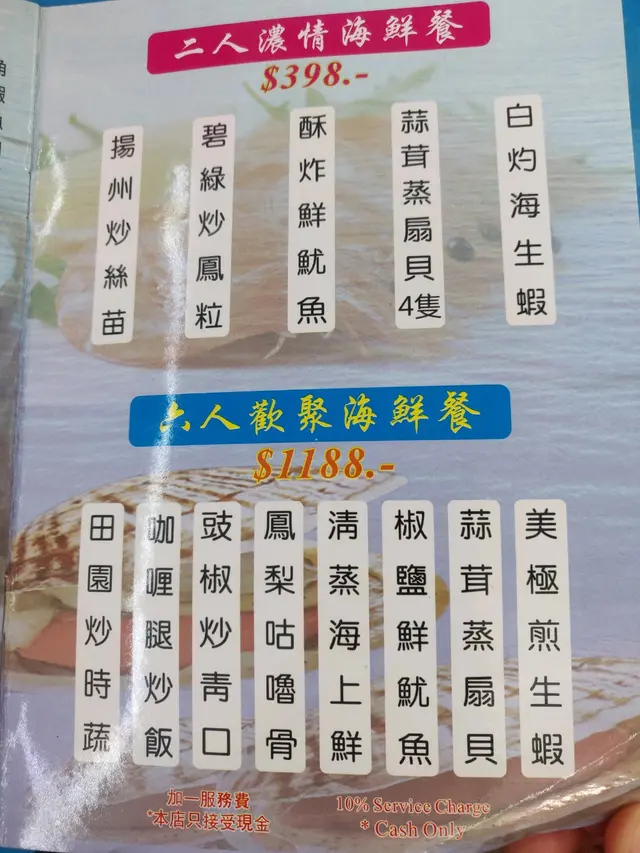 二人濃情海鮮餐
$398.-
白灼海生蝦
蒜茸蒸扇貝4隻
酥炸鮮魷魚
碧綠炒鳳粒
揚州炒絲苗
六人歡聚海鮮餐
$1188.-
美極煎生蝦
蒜茸蒸扇貝
椒鹽鮮魷魚
清蒸海上鮮
鳳梨咕嚕骨
豉椒炒青口
咖喱腿炒飯
田園炒時蔬
加一服務費
*本店只接受現金
10% Service Charge
* Cash Only